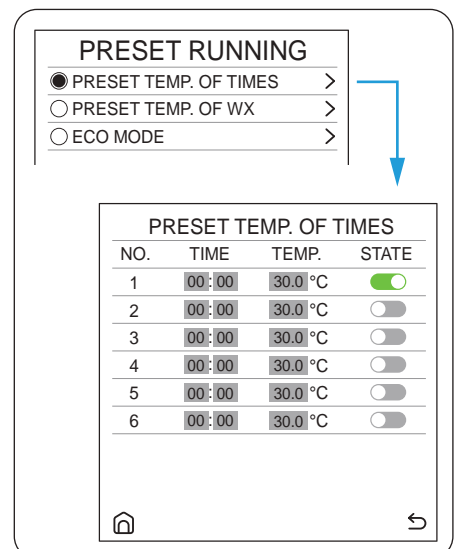 PRESET RUNNING
PRESET TEMP. OF TIMES
PRESET TEMP. OF WX
ECO MODE
PRESET TEMP. OF TIMES
NO. TIME TEMP. STATE
1 00:00 30.0 °C
2 00:00 30.0 °C
3 00:00 30.0 °C
4 00:00 30.0 °C
5 00:00 30.0 °C
6 00:00 30.0 °C